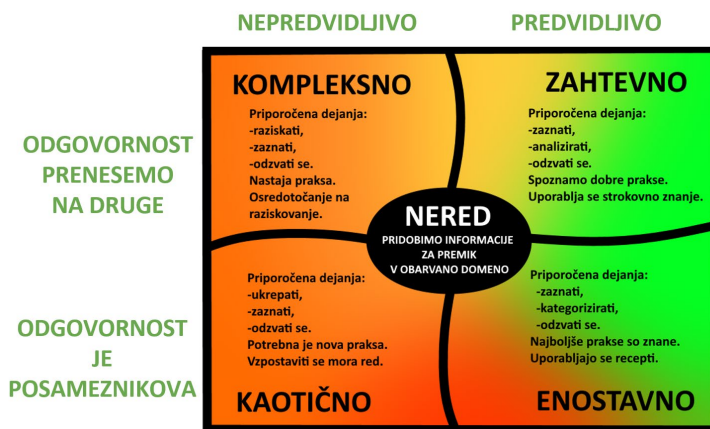 NEPREDVIDLJIVO
PREDVIDLJIVO
ODGOVORNOST
PRENESEMO
NA DRUGE
KOMPLEKSNO
Priporočena dejanja:
-raziskati,
-zaznati,
-odzvati se.
Nastaja praksa.
Osredotočanje na
raziskovanje.
ZAHTEVNO
Priporočena dejanja:
-zaznati,
-analizirati,
-odzvati se.
Spoznamo dobre prakse.
Uporablja se strokovno znanje.
NERED
PRIDOBIMO INFORMACIJE
ZA PREMIK
V OBARVANO DOMENO
ODGOVORNOST
JE
POSAMEZNIKOVA
Priporočena dejanja:
-ukrepati,
-zaznati,
-odzvati se.
Potrebna je nova praksa.
Vzpostaviti se mora red.
KAOTIČNO
Priporočena dejanja:
-zaznati,
-kategorizirati,
-odzvati se.
Najboljše prakse so znane.
Uporabljajo se recepti.
ENOSTAVNO